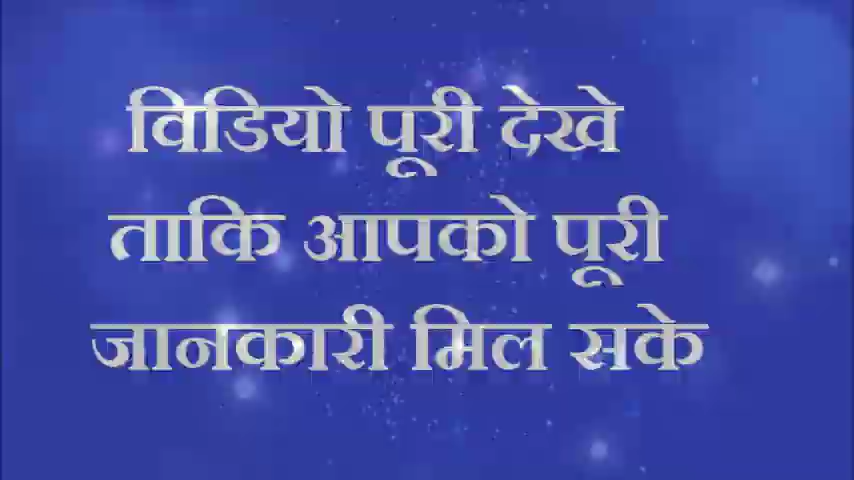 विडियो पूरी देखे
ताकि आपको पूरी
जानकारी मिल सके